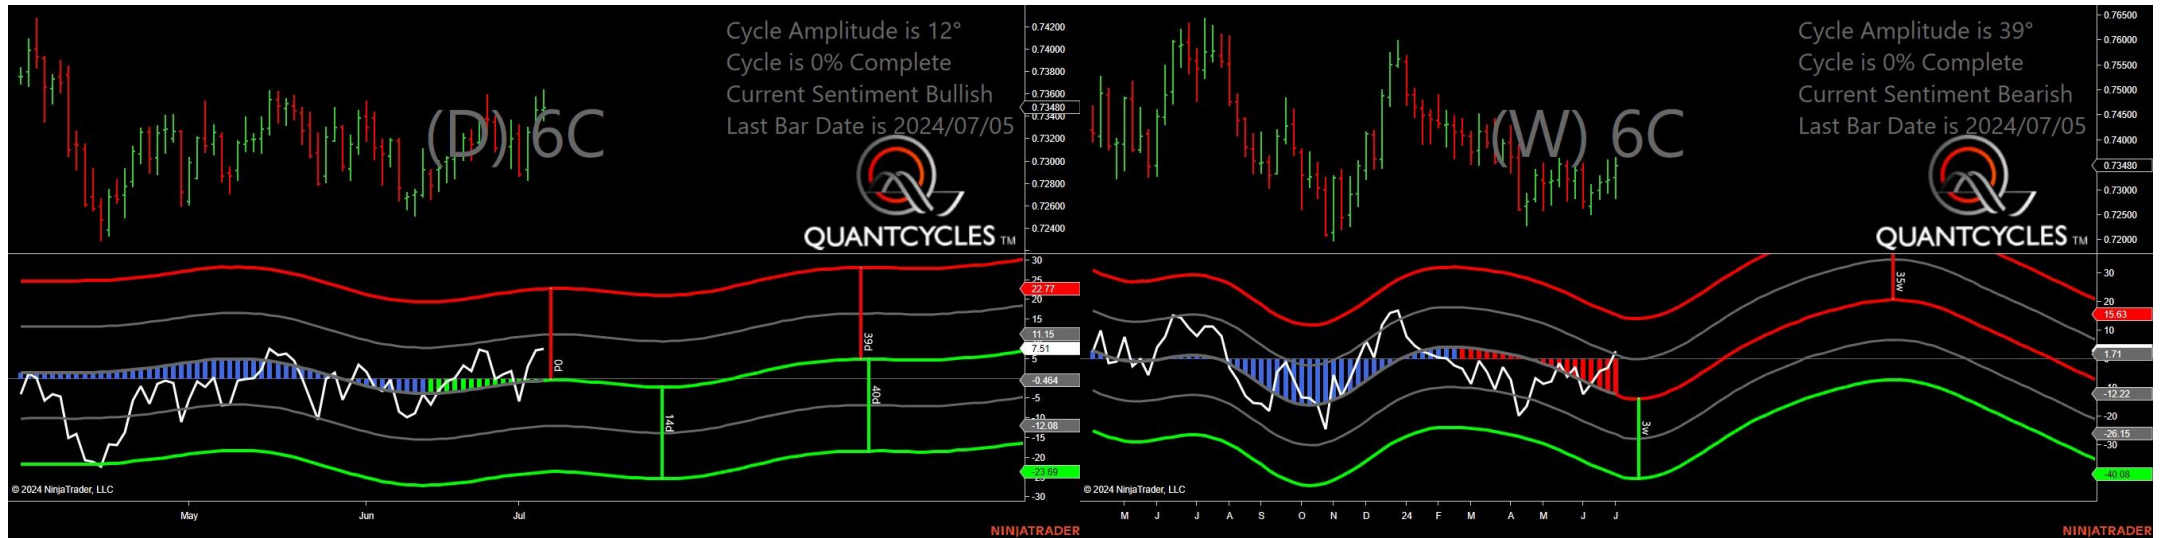 Cycle Amplitude is 12°
Cycle is 0% Complete
Current Sentiment Bullish
Last Bar Date is 2024/07/05
(D) 6C
QUANTCYCLES TM
0.74200
0.74000
0.73800
0.73600
0.73480
0.73400
0.73200
0.73000
0.72800
0.72600
0.72400
30
22.77
20
15
11.15
7.51
5
-0.464
-5
-10
-12.08
-15
-20
-23.69
-30
0d
14d
39d
40d
© 2024 NinjaTrader, LLC
May Jun Jul
NINJATRADER
Cycle Amplitude is 39°
Cycle is 0% Complete
Current Sentiment Bearish
Last Bar Date is 2024/07/05
(W) 6C
QUANTCYCLES TM
0.76500
0.76000
0.75500
0.75000
0.74500
0.74000
0.73480
0.73000
0.72500
0.72000
30
20
15.63
10
1.71
-12.22
-20
-26.15
-30
-40.08
3w
35w
© 2024 NinjaTrader, LLC
M J J A S O N D 24 F M A M J J
NINJATRADER